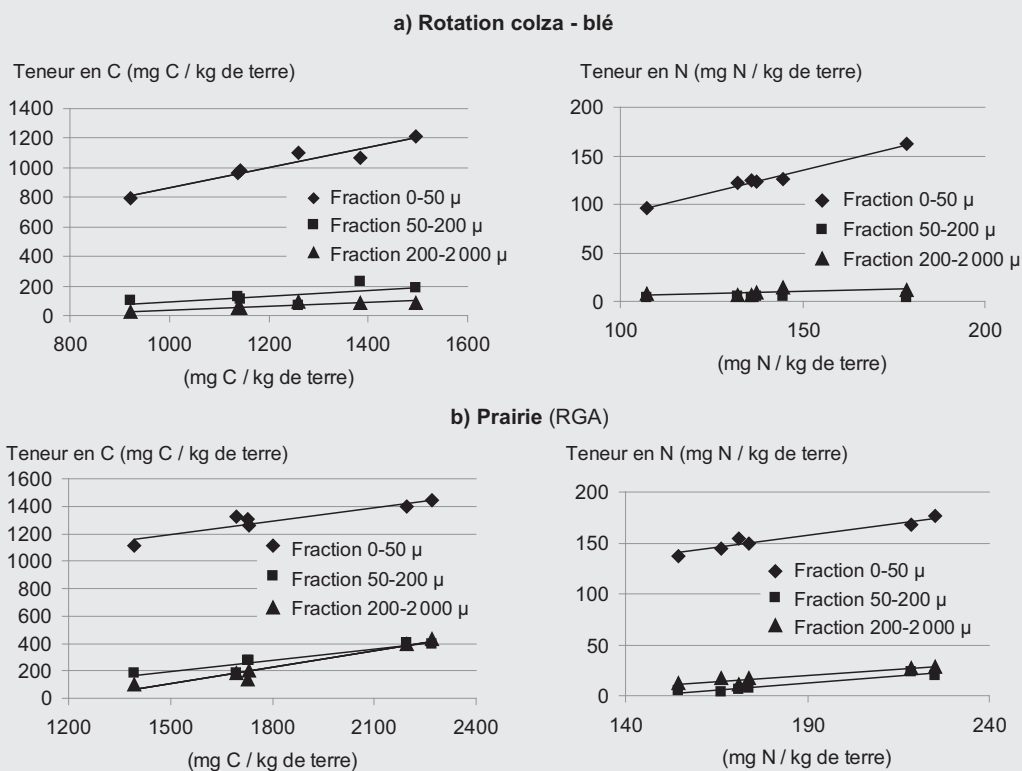 a) Rotation colza - blé
Teneur en C (mg C / kg de terre)
1400
1200
1000
800
600
400
200
0
800
1000
1200
1400
1600
(mg C / kg de terre)
Fraction 0-50 µ
Fraction 50-200 µ
Fraction 200-2 000 µ
Teneur en N (mg N / kg de terre)
200
150
100
50
0
100
150
200
(mg N / kg de terre)
Fraction 0-50 µ
Fraction 50-200 µ
Fraction 200-2 000 µ
b) Prairie (RGA)
Teneur en C (mg C / kg de terre)
1600
1400
1200
1000
800
600
400
200
0
1200
1500
1800
2100
2400
(mg C / kg de terre)
Fraction 0-50 µ
Fraction 50-200 µ
Fraction 200-2 000 µ
Teneur en N (mg N / kg de terre)
200
150
100
50
0
140
190
240
(mg N / kg de terre)
Fraction 0-50 µ
Fraction 50-200 µ
Fraction 200-2 000 µ